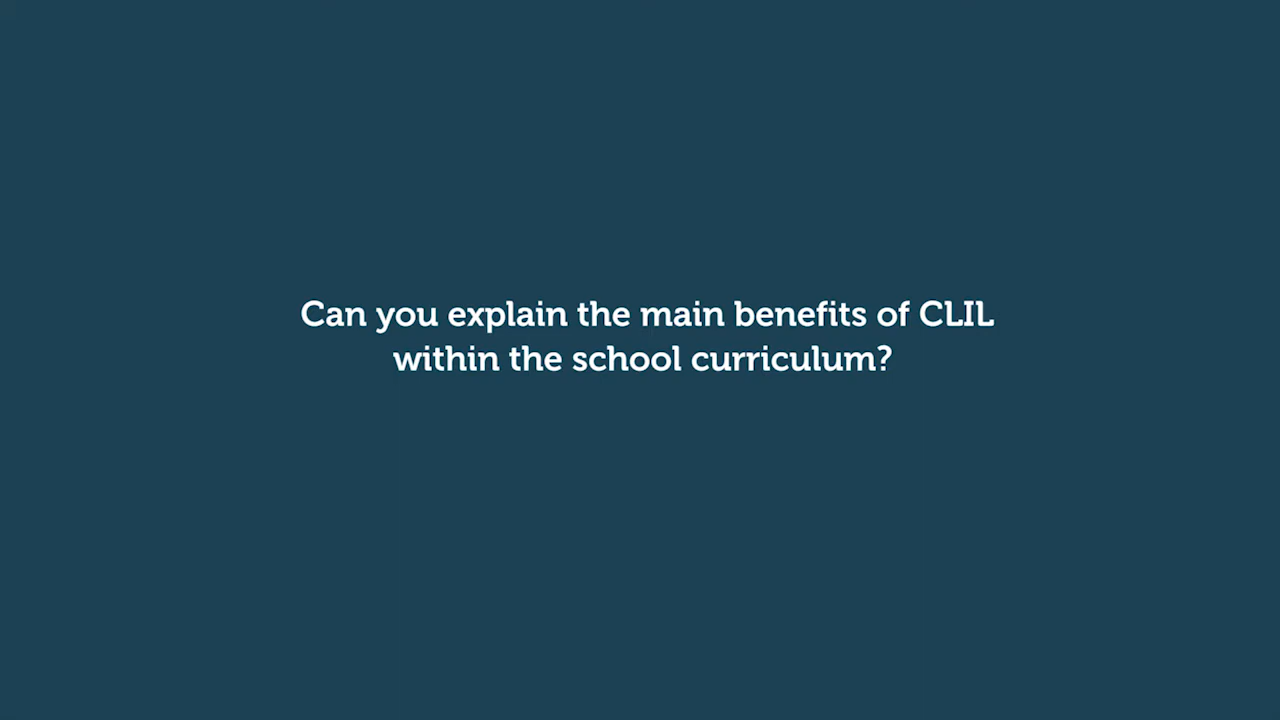 Can you explain the main benefits of CLIL
within the school curriculum?